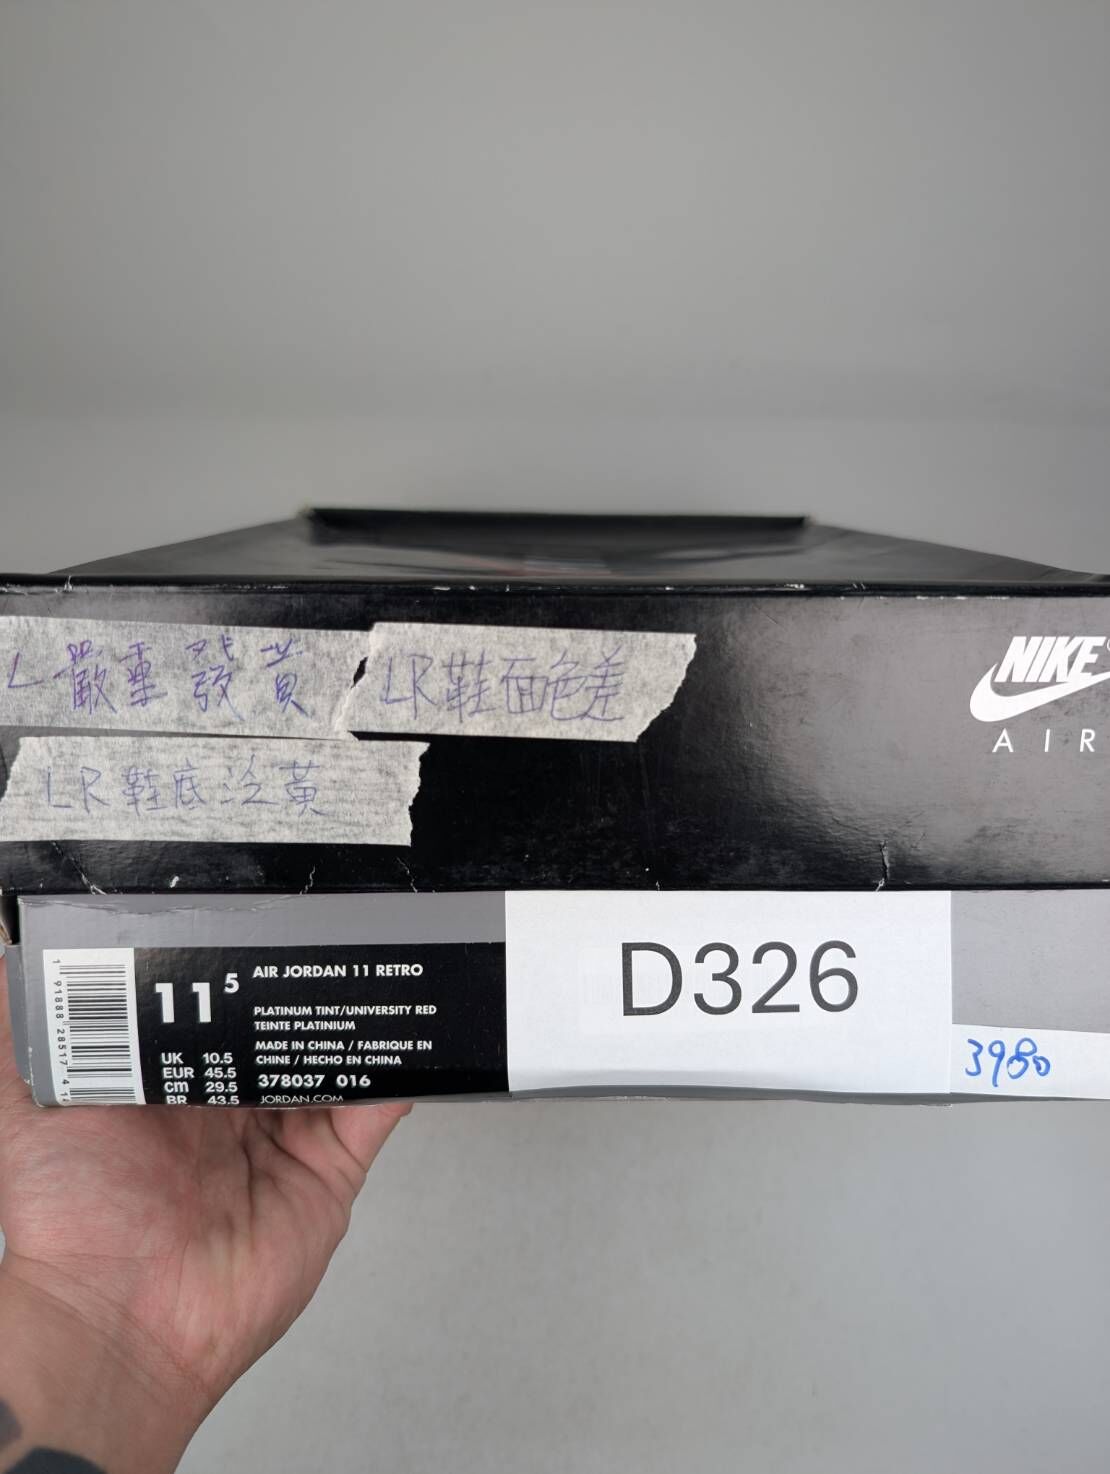 L 嚴重發黃
LR鞋面色差
LR鞋底泛黃
NIKE
AIR
11 5
AIR JORDAN 11 RETRO
PLATINUM TINT/UNIVERSITY RED
TEINTE PLATINIUM
MADE IN CHINA / FABRIQUE EN
CHINE / HECHO EN CHINA
UK 10.5
EUR 45.5
cm 29.5
BR 43.5
378037 016
JORDAN.COM
D326
3980